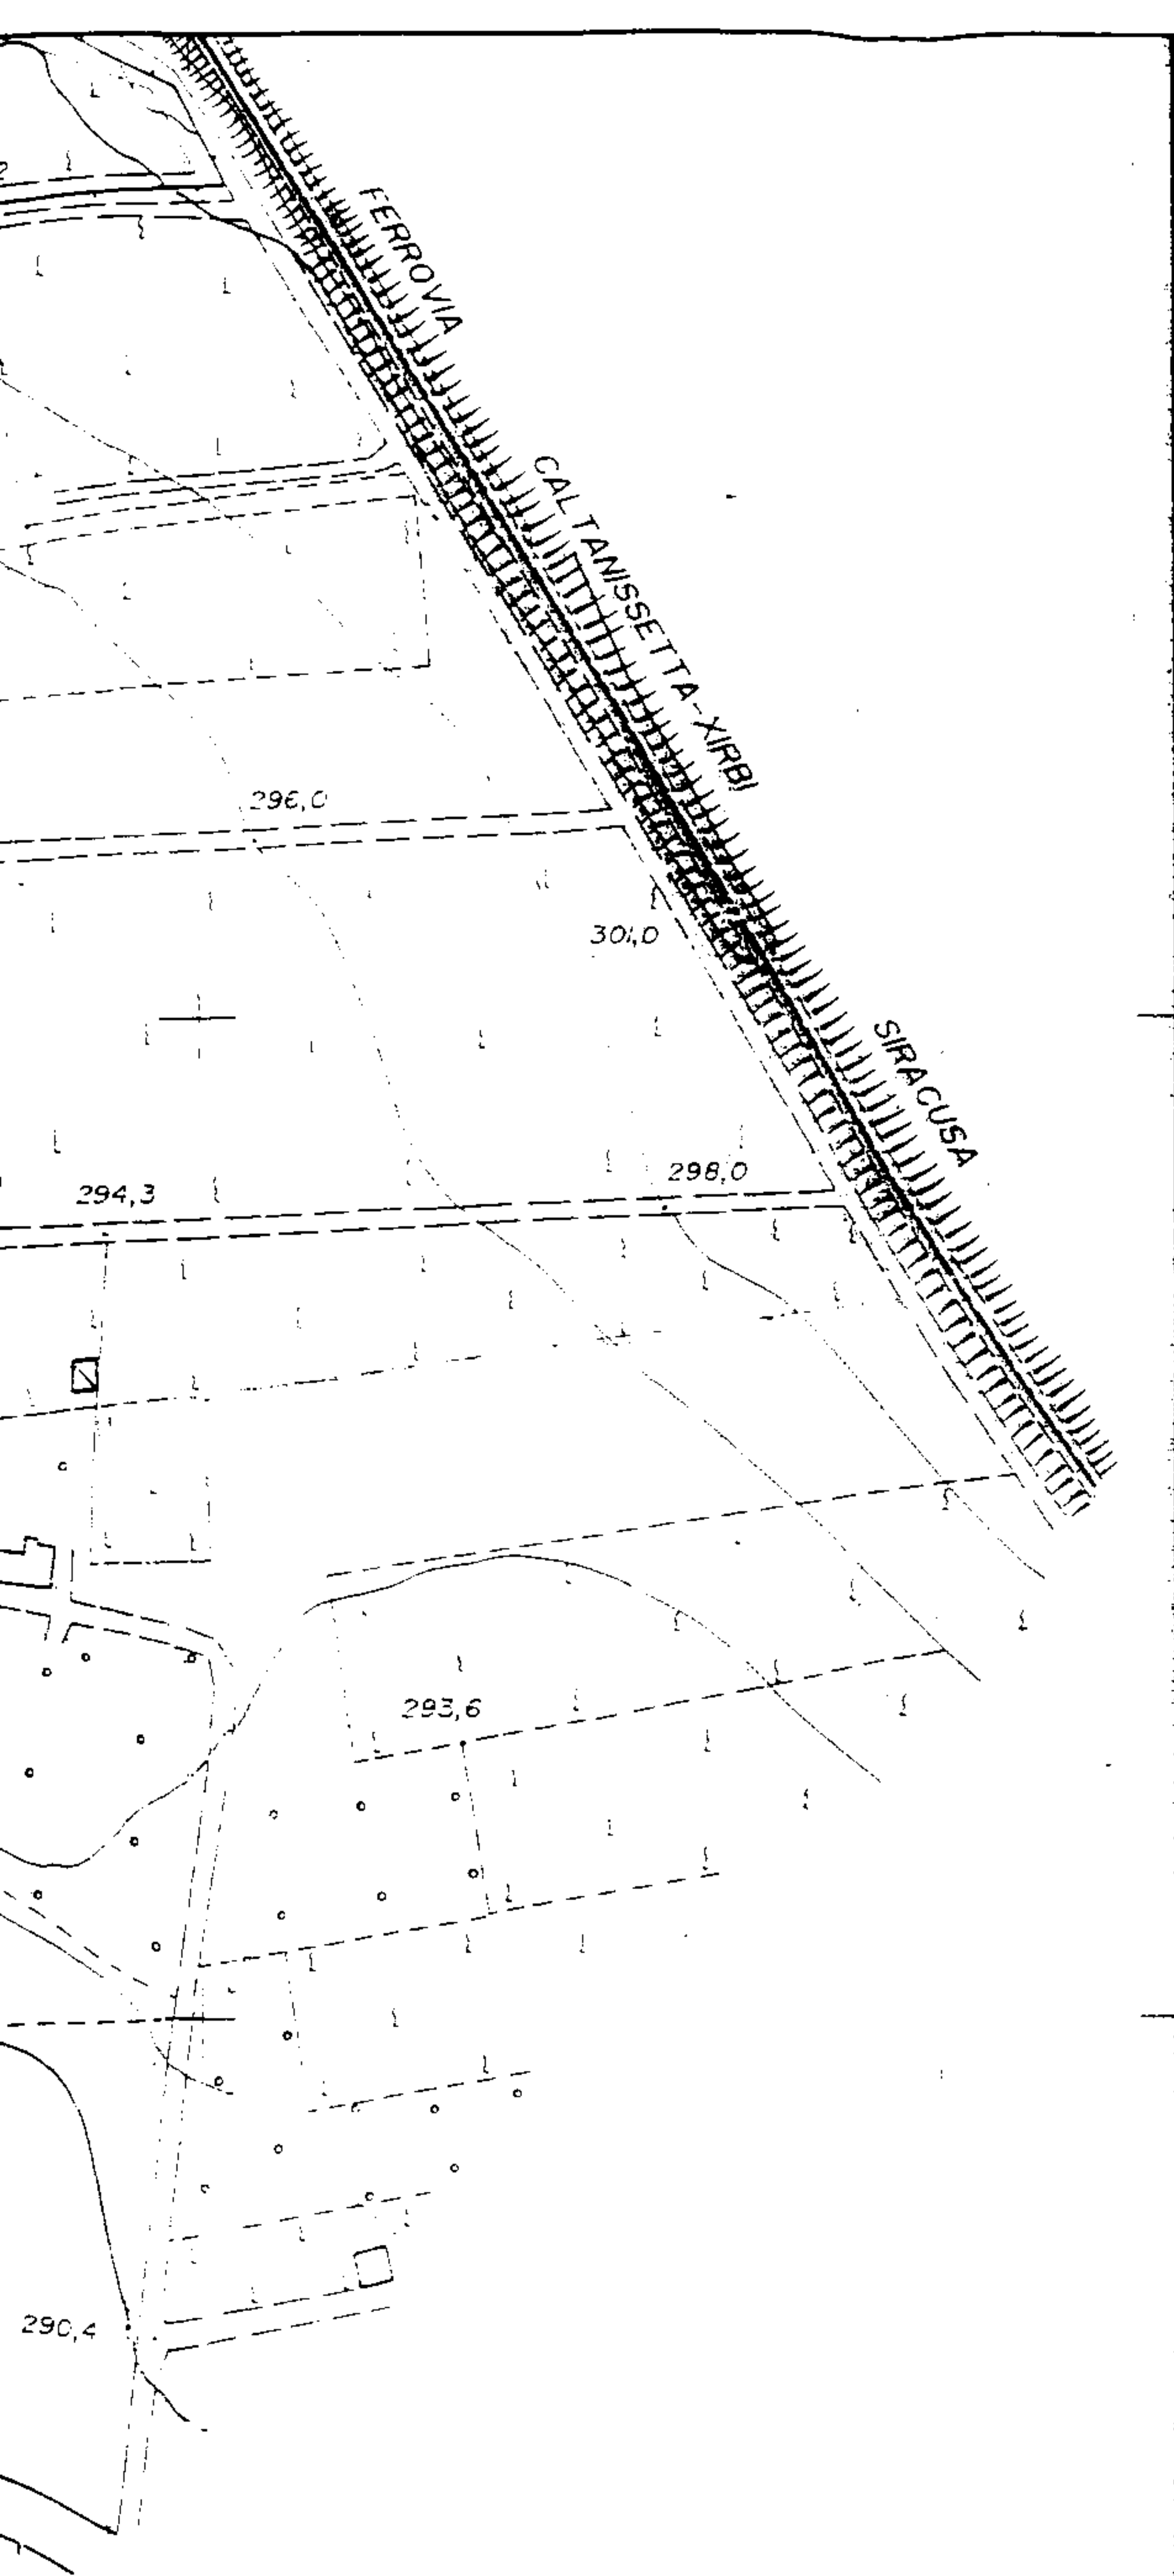 FERROVIA
CALTANISSETTA-XIRBI
296,0
301,0
SIRACUSA
298,0
294,3
293,6
290,4